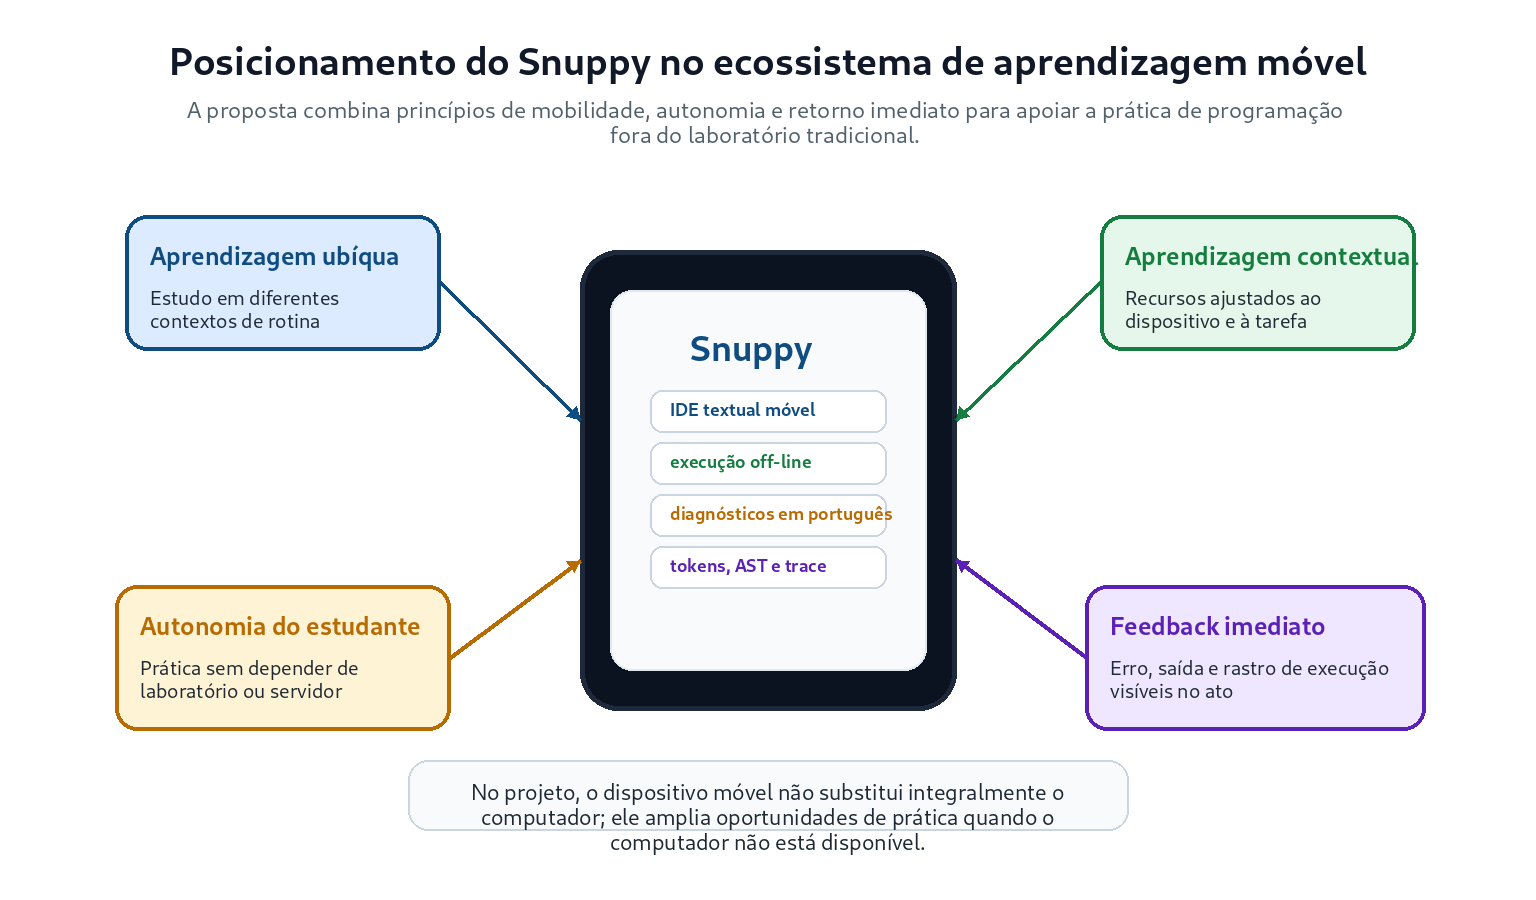 Posicionamento do Snuppy no ecossistema de aprendizagem móvel
A proposta combina princípios de mobilidade, autonomia e retorno imediato para apoiar a prática de programação
fora do laboratório tradicional.
Aprendizagem ubíqua
Estudo em diferentes
contextos de rotina
Aprendizagem contextual
Recursos ajustados ao
dispositivo e à tarefa
Snuppy
IDE textual móvel
execução off-line
diagnósticos em português
tokens, AST e trace
Autonomia do estudante
Prática sem depender de
laboratório ou servidor
Feedback imediato
Erro, saída e rastro de execução
visíveis no ato
No projeto, o dispositivo móvel não substitui integralmente o
computador; ele amplia oportunidades de prática quando o
computador não está disponível.